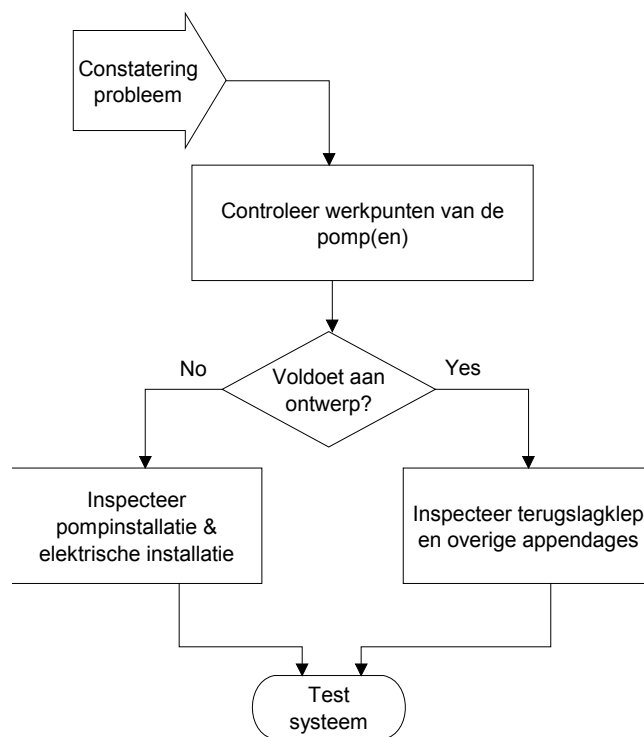 Constatering
probleem
Controleer werkpunten van de
pomp(en)
Voldoet aan
ontwerp?
No
Yes
Inspecteer
pompinstallatie &
elektrische installatie
Inspecteer terugslagklep
en overige appendages
Test
systeem